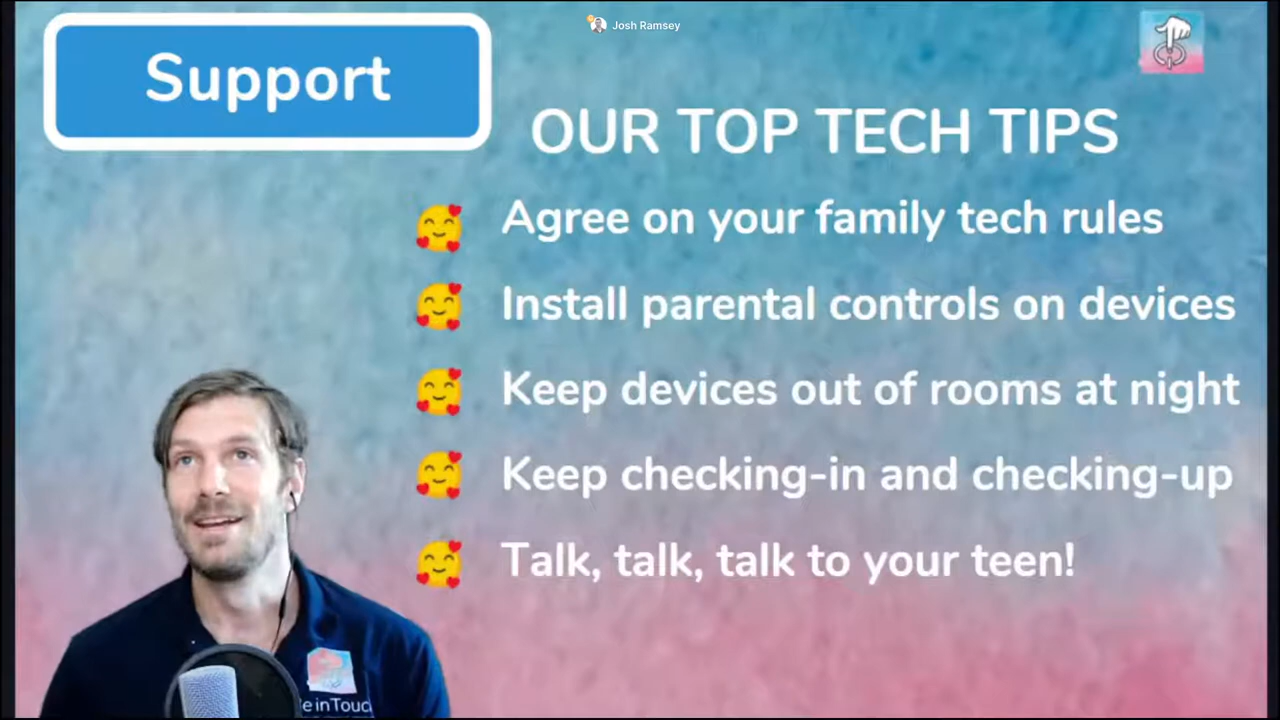 Josh Ramsey
Support
OUR TOP TECH TIPS
Agree on your family tech rules
Install parental controls on devices
Keep devices out of rooms at night
Keep checking-in and checking-up
Talk, talk, talk to your teen!